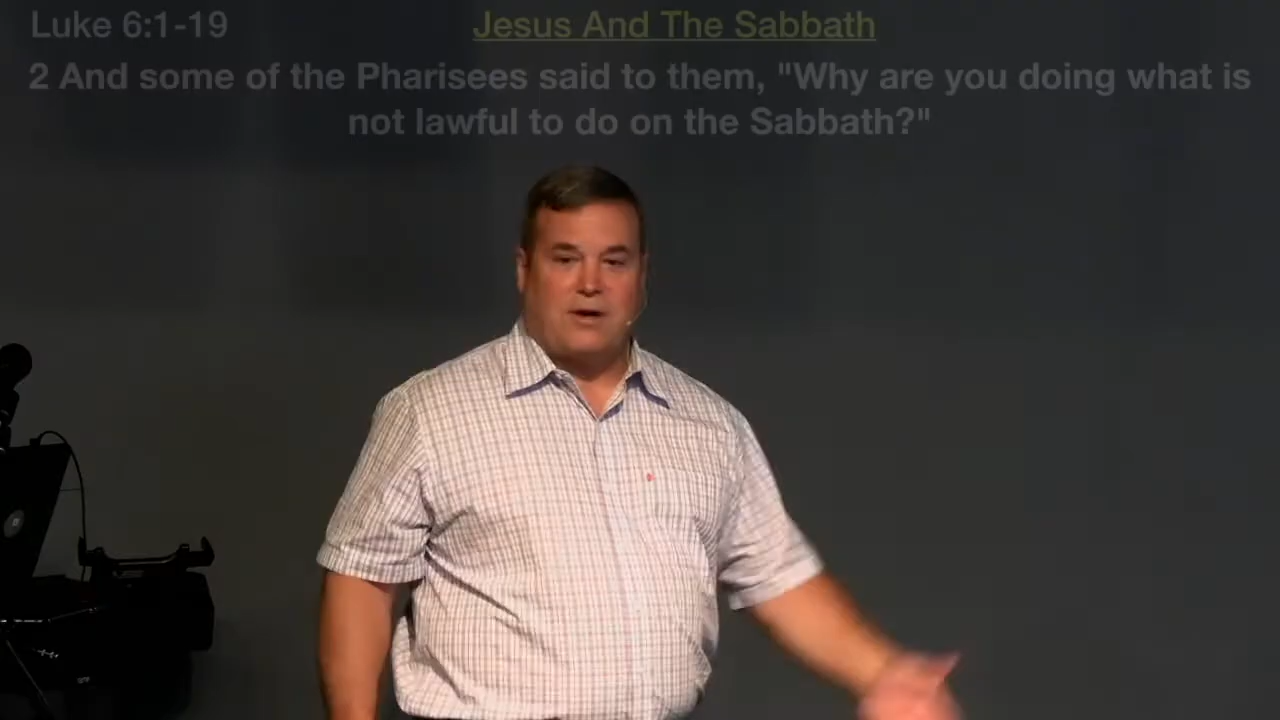 Luke 6:1-19
Jesus And The Sabbath
2 And some of the Pharisees said to them, "Why are you doing what is
not lawful to do on the Sabbath?"